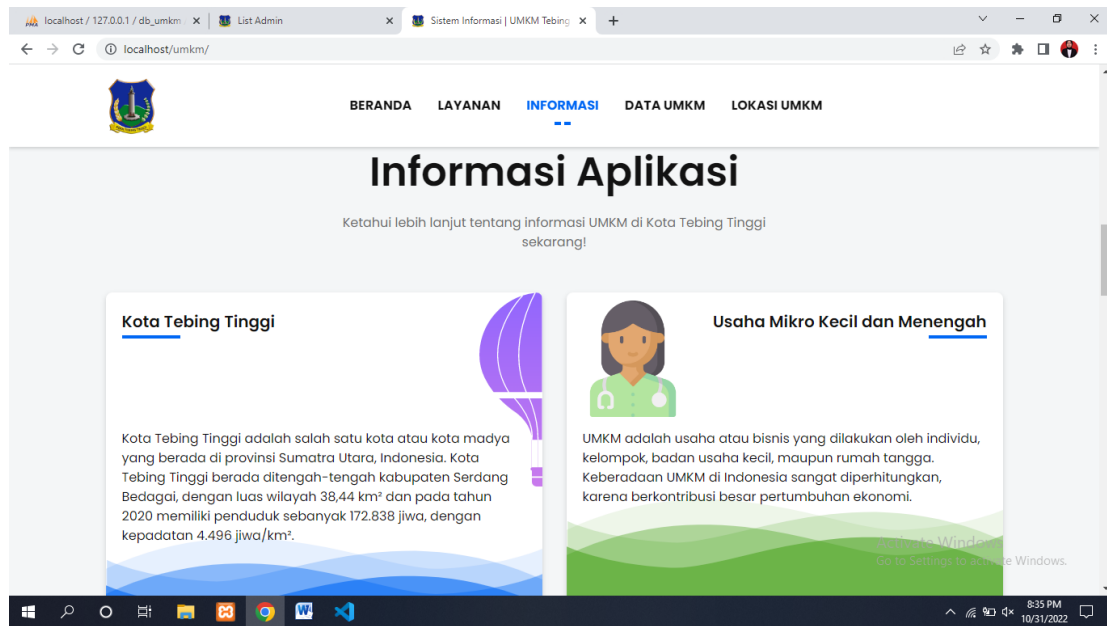 localhost / 127.0.0.1 / db_umkm
List Admin
Sistem Informasi | UMKM Tebing
localhost/umkm/
BERANDA LAYANAN INFORMASI DATA UMKM LOKASI UMKM
Informasi Aplikasi
Ketahui lebih lanjut tentang informasi UMKM di Kota Tebing Tinggi
sekarang!
Kota Tebing Tinggi
Kota Tebing Tinggi adalah salah satu kota atau kota madya
yang berada di provinsi Sumatra Utara, Indonesia. Kota
Tebing Tinggi berada ditengah-tengah kabupaten Serdang
Bedagai, dengan luas wilayah 38,44 km² dan pada tahun
2020 memiliki penduduk sebanyak 172.838 jiwa, dengan
kepadatan 4.496 jiwa/km².
Usaha Mikro Kecil dan Menengah
UMKM adalah usaha atau bisnis yang dilakukan oleh individu,
kelompok, badan usaha kecil, maupun rumah tangga.
Keberadaan UMKM di Indonesia sangat diperhitungkan,
karena berkontribusi besar pertumbuhan ekonomi.
Activate Windows
Go to Settings to activate Windows.
8:35 PM
10/31/2022